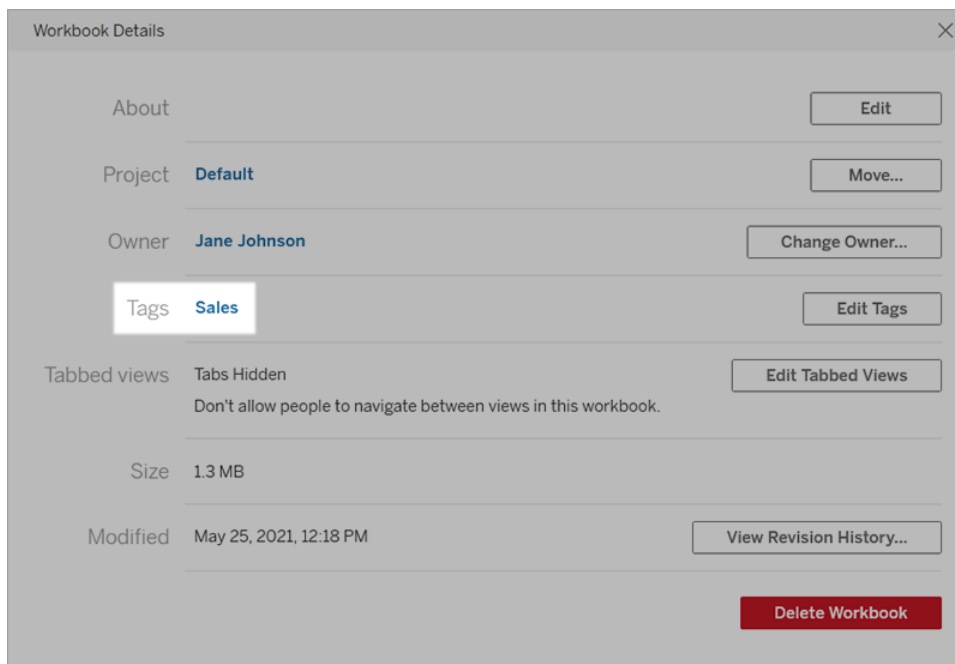 Workbook Details
About
Edit
Project Default
Move...
Owner Jane Johnson
Change Owner...
Tags Sales
Edit Tags
Tabbed views Tabs Hidden
Edit Tabbed Views
Don't allow people to navigate between views in this workbook.
Size 1.3 MB
Modified May 25, 2021, 12:18 PM
View Revision History...
Delete Workbook